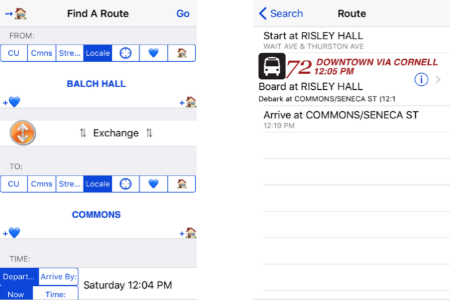 Find A Route
Go
FROM:
CU
Cmns
Stre...
Locale
BALCH HALL
+
+
⇅ Exchange ⇅
TO:
CU
Cmns
Stre...
Locale
COMMONS
+
+
TIME:
Depart...
Arrive By:
Now
Time:
Saturday 12:04 PM
Search
Route
Start at RISLEY HALL
WAIT AVE & THURSTON AVE
72 DOWNTOWN VIA CORNELL
12:05 PM
Board at RISLEY HALL
Debark at COMMONS/SENECA ST (12:1
Arrive at COMMONS/SENECA ST
12:19 PM